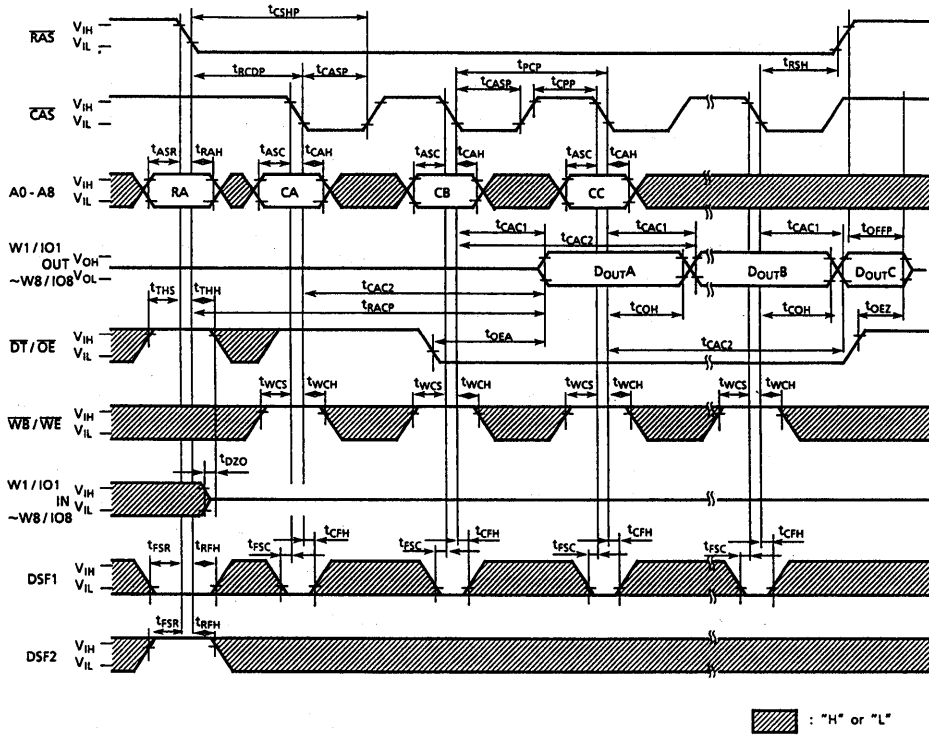 tCSHP
RAS VIH
VIL
tRCDP tCASP tPCP tRSH
tCASP tCPP
CAS VIH
VIL
tASR tRAH tASC tCAH tASC tCAH tASC tCAH
A0 - A8 VIH
VIL
RA CA CB CC
tCAC1 tCAC1 tCAC1 tOFFP
tCAC2
W1 / IO1
OUT VOH
~W8 / IO8 VOL
DOUTA DOUTB DOUTC
tTHS tTHH tCAC2 tCOH tCOH tOEZ
tRACP
DT / OE VIH
VIL
tOEA tCAC2
tWCS tWCH tWCS tWCH tWCS tWCH tWCS tWCH
WB / WE VIH
VIL
tDZO
W1 / IO1
IN VIH
~W8 / IO8 VIL
tFSR tRFH tFSC tCFH tFSC tCFH tFSC tCFH tFSC tCFH
DSF1 VIH
VIL
tFSR tRFH
DSF2 VIH
VIL
: "H" or "L"